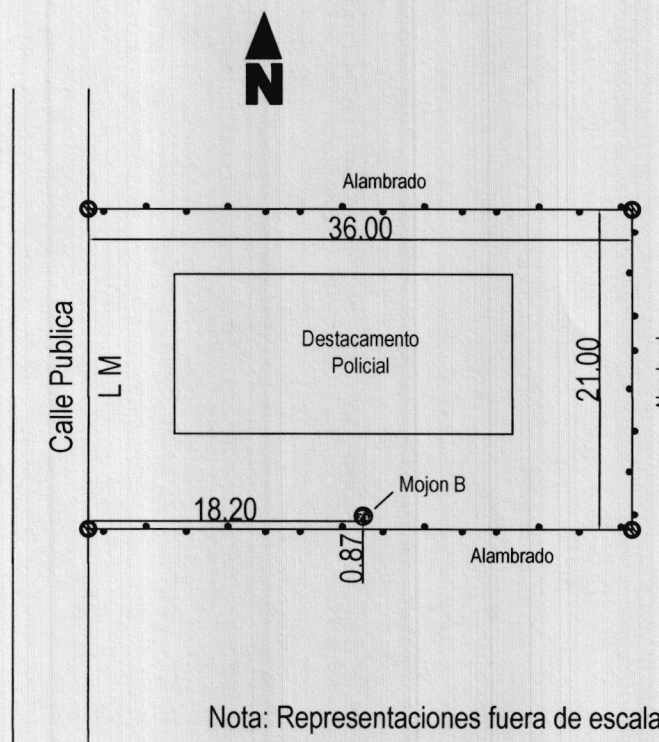 N
Alambrado
36.00
Calle Publica
L M
Destacamento
Policial
21.00
Mojon B
18.20
0.87
Alambrado
Nota: Representaciones fuera de escala